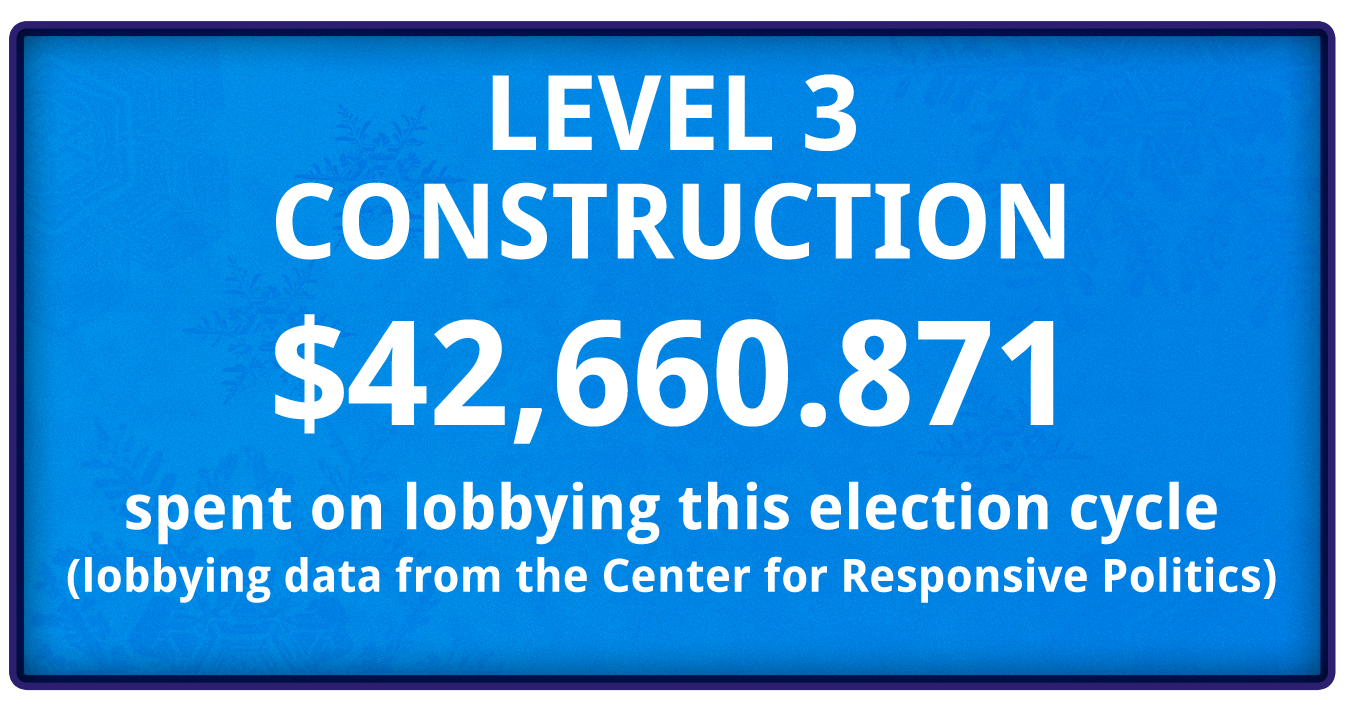 LEVEL 3
CONSTRUCTION
$42,660.871
spent on lobbying this election cycle
(lobbying data from the Center for Responsive Politics)